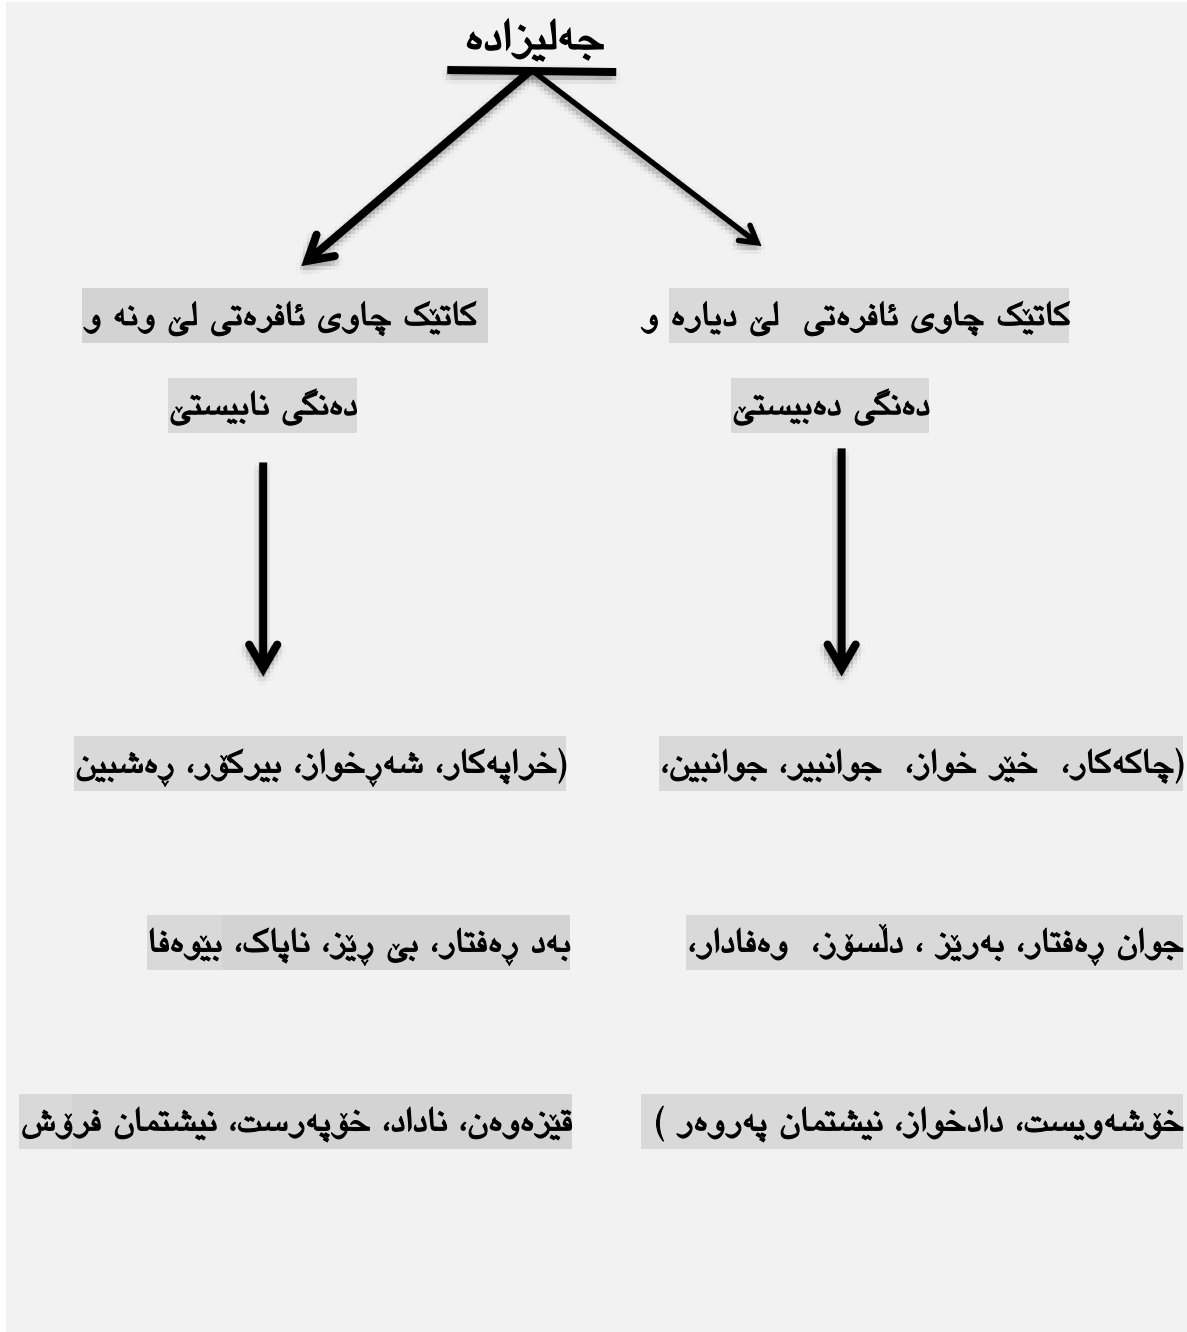 جەلیزادە
کاتێک چاوی ئافرەتی لێ دیارە و
دەنگی دەبیستێ
(چاکەکار، خێر خواز، جوانبیر، جوانبین،
جوان ڕەفتار، بەرێز ، دڵسۆز، وەفادار،
خۆشەویست، دادخواز، نیشتمان پەروەر )
کاتێک چاوی ئافرەتی لێ ونە و
دەنگی نابیستێ
(خراپەکار، شەڕخواز، بیرکۆر، ڕەشبین
بەد ڕەفتار، بێ ڕێز، ناپاک، بێوەفا
قێزەوەن، ناداد، خۆپەرست، نیشتمان فرۆش